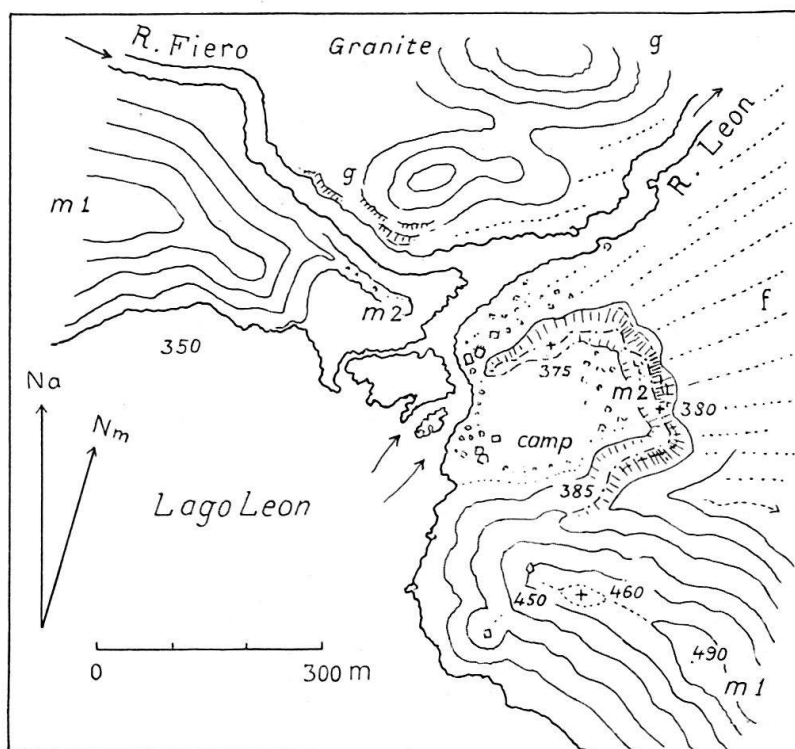 R. Fiero
Granite
g
R. Leon
g
m1
f
m2
350
375
m2
380
Na
Nm
camp
385
Lago Leon
450
460
490
m1
0
300 m